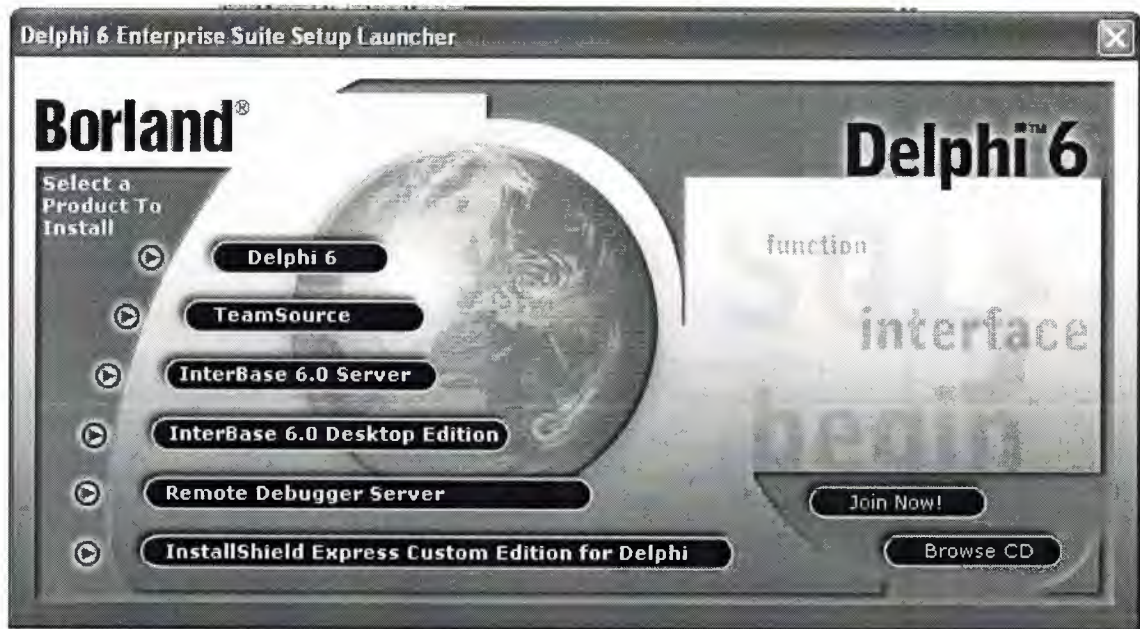 Delphi 6 Enterprise Suite Setup Launcher
Borland®
Delphi™ 6
Select a
Product To
Install
Delphi 6
TeamSource
InterBase 6.0 Server
InterBase 6.0 Desktop Edition
Remote Debugger Server
InstallShield Express Custom Edition for Delphi
function
interface
begin
Join Now!
Browse CD